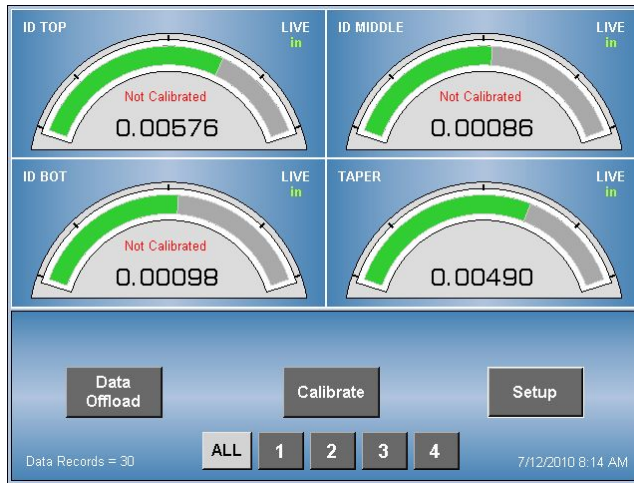 ID TOP
LIVE
in
Not Calibrated
0.00576
ID MIDDLE
LIVE
in
Not Calibrated
0.00086
ID BOT
LIVE
in
Not Calibrated
0.00098
TAPER
LIVE
in
0.00490
Data
Offload
Calibrate
Setup
ALL 1 2 3 4
Data Records = 30
7/12/2010 8:14 AM